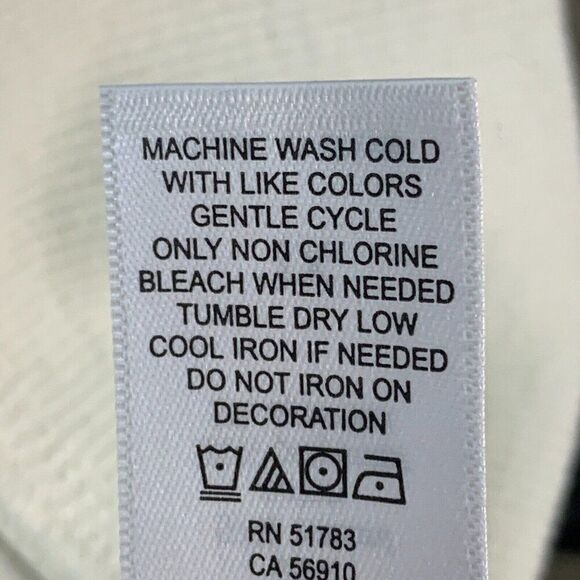 MACHINE WASH COLD
WITH LIKE COLORS
GENTLE CYCLE
ONLY NON CHLORINE
BLEACH WHEN NEEDED
TUMBLE DRY LOW
COOL IRON IF NEEDED
DO NOT IRON ON
DECORATION
RN 51783
CA 56910